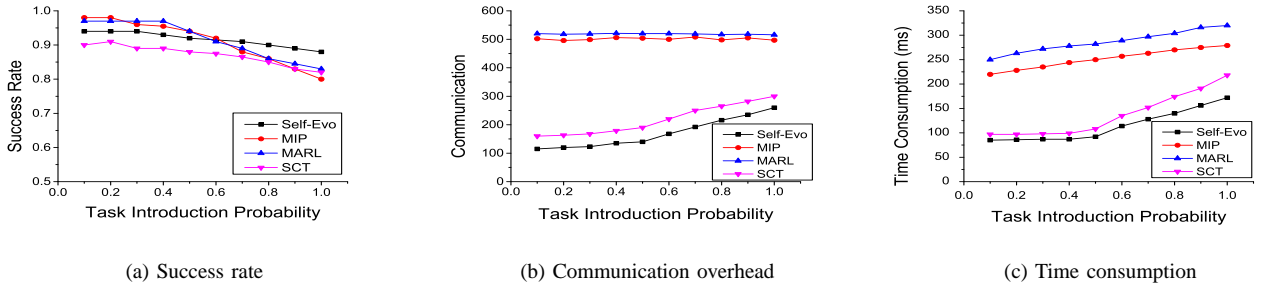 1.0
0.9
0.8
0.7
0.6
0.5
Success Rate
0.0 0.2 0.4 0.6 0.8 1.0
Task Introduction Probability
Self-Evo
MIP
MARL
SCT
(a) Success rate
600
500
400
300
200
100
0
Communication
0.0 0.2 0.4 0.6 0.8 1.0
Task Introduction Probability
Self-Evo
MIP
MARL
SCT
(b) Communication overhead
350
300
250
200
150
100
50
0
Time Consumption (ms)
0.0 0.2 0.4 0.6 0.8 1.0
Task Introduction Probability
Self-Evo
MIP
MARL
SCT
(c) Time consumption